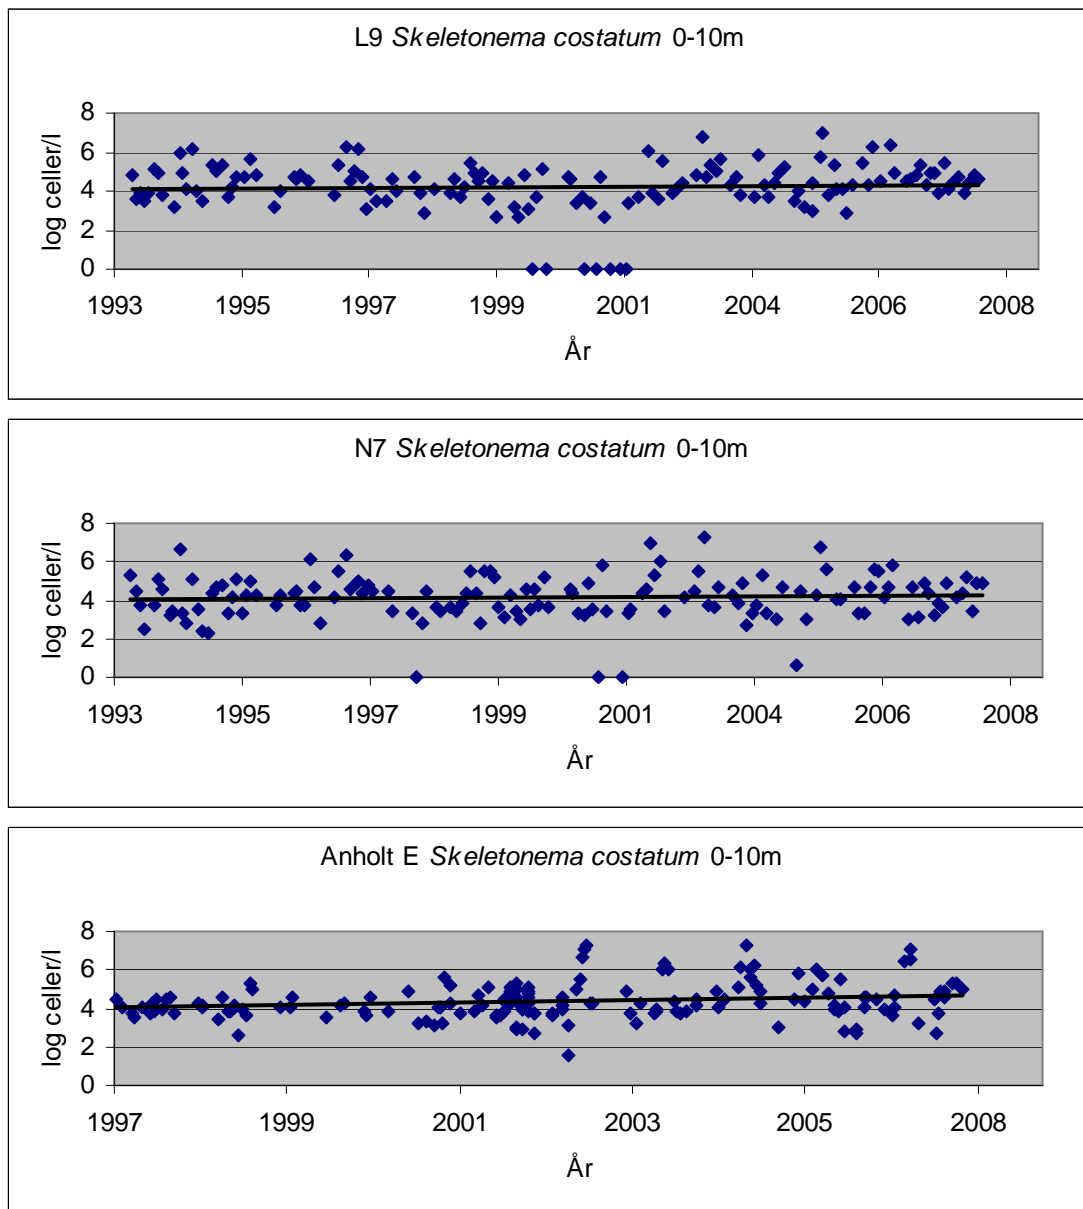 L9 Skeletonema costatum 0-10m
log celler/l
8
6
4
2
0
1993 1995 1997 1999 2001 2004 2006 2008
År
N7 Skeletonema costatum 0-10m
log celler/l
8
6
4
2
0
1993 1995 1997 1999 2001 2004 2006 2008
År
Anholt E Skeletonema costatum 0-10m
log celler/l
8
6
4
2
0
1997 1999 2001 2003 2005 2008
År